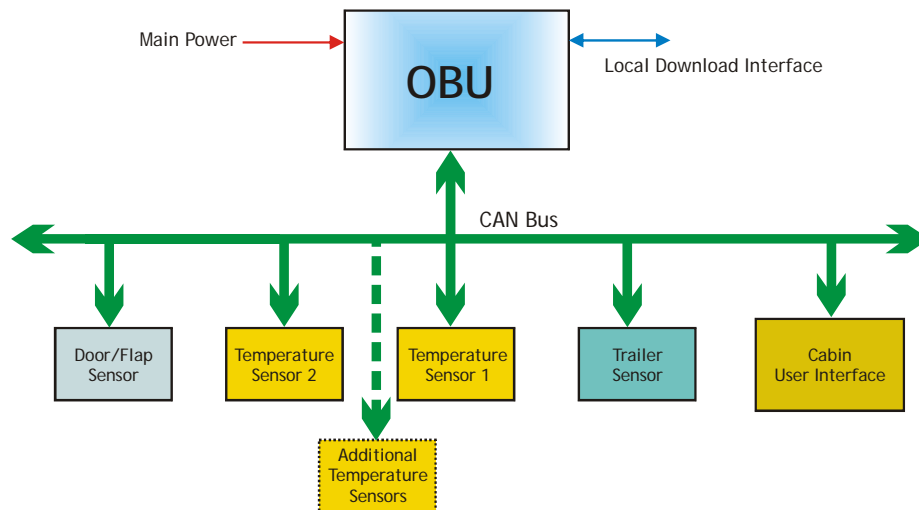 Main Power
OBU
Local Download Interface
CAN Bus
Door/Flap
Sensor
Temperature
Sensor 2
Temperature
Sensor 1
Trailer
Sensor
Cabin
User Interface
Additional
Temperature
Sensors